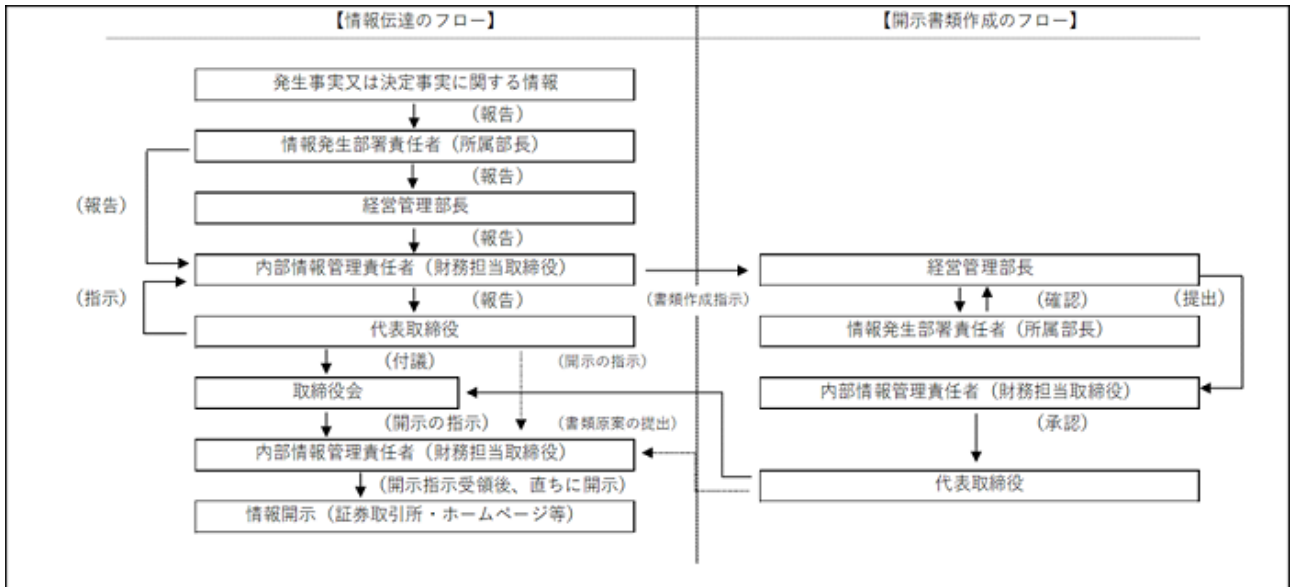 【情報伝達のフロー】
【開示書類作成のフロー】
発生事実又は決定事実に関する情報
(報告)
情報発生部署責任者（所属部長）
(報告)
経営管理部長
(報告)
(報告)
内部情報管理責任者（財務担当取締役）
(指示)
(報告)
代表取締役
(付議)
(開示の指示)
取締役会
(開示の指示)
(書類原案の提出)
内部情報管理責任者（財務担当取締役）
(開示指示受領後、直ちに開示)
情報開示（証券取引所・ホームページ等）
(書類作成指示)
経営管理部長
(確認)
(提出)
情報発生部署責任者（所属部長）
内部情報管理責任者（財務担当取締役）
(承認)
代表取締役